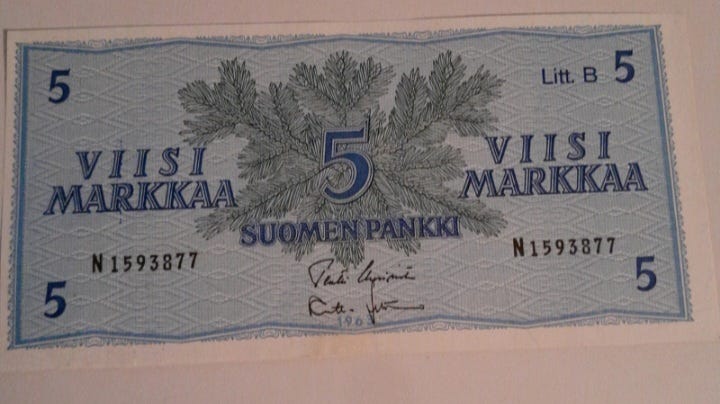 5
Litt. B 5
VIISI MARKKAA
5
VIISI MARKKAA
SUOMEN PANKKI
N1593877
N1593877
5
5